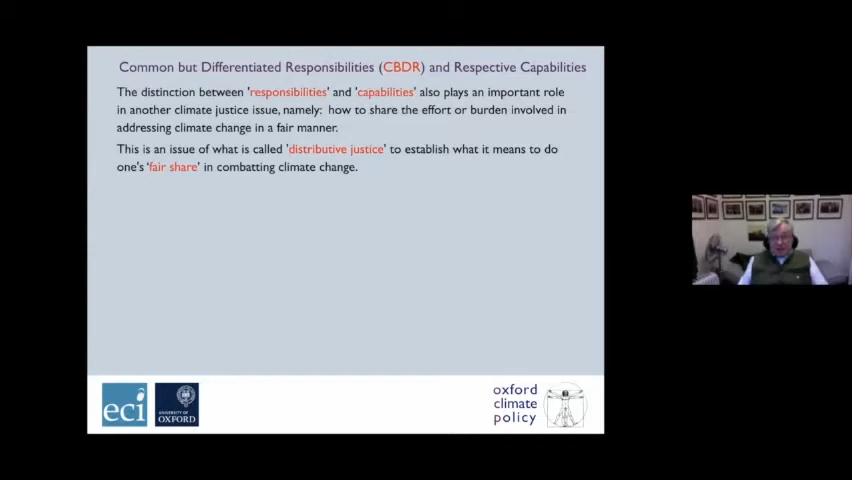 Common but Differentiated Responsibilities (CBDR) and Respective Capabilities
The distinction between 'responsibilities' and 'capabilities' also plays an important role
in another climate justice issue, namely: how to share the effort or burden involved in
addressing climate change in a fair manner.
This is an issue of what is called 'distributive justice' to establish what it means to do
one's 'fair share' in combatting climate change.
eci
UNIVERSITY OF
OXFORD
oxford
climate
policy